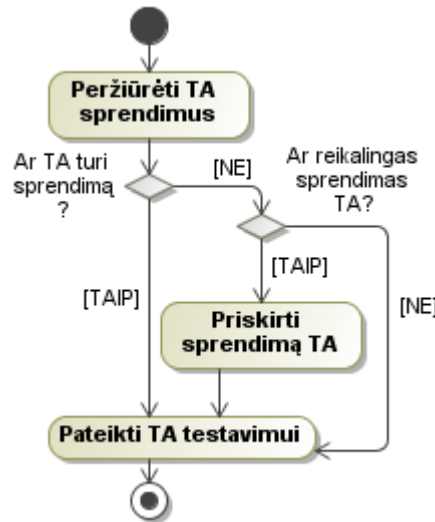 Peržiūrėti TA
sprendimus
Ar TA turi
sprendimą
?
[NE]
Ar reikalingas
sprendimas
TA?
[TAIP]
[TAIP]
[NE]
Priskirti
sprendimą TA
Pateikti TA testavimui